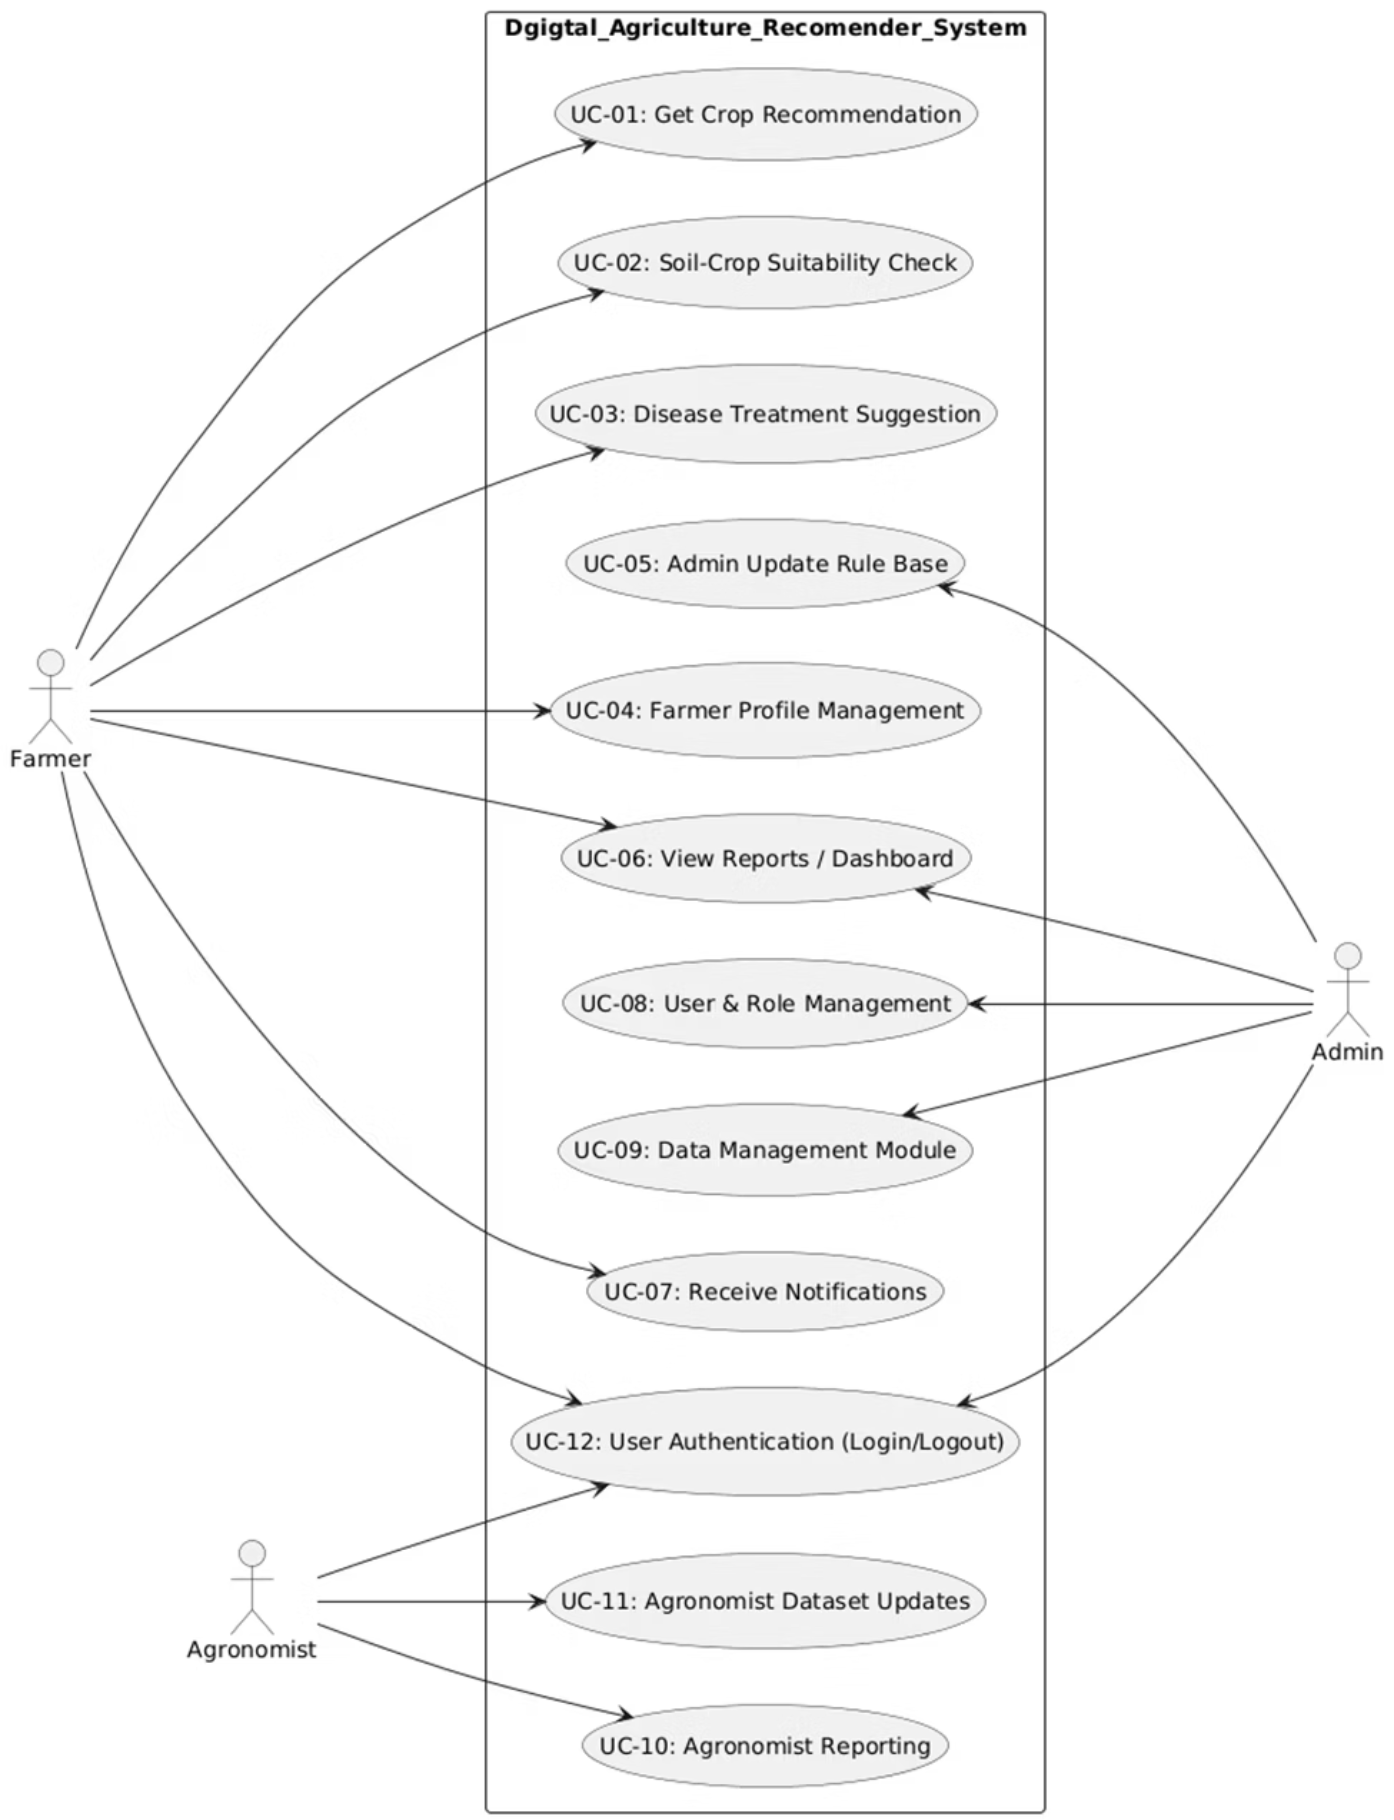 Dgigtal_Agriculture_Recomender_System
UC-01: Get Crop Recommendation
UC-02: Soil-Crop Suitability Check
UC-03: Disease Treatment Suggestion
UC-05: Admin Update Rule Base
UC-04: Farmer Profile Management
Farmer
UC-06: View Reports / Dashboard
UC-08: User & Role Management
Admin
UC-09: Data Management Module
UC-07: Receive Notifications
UC-12: User Authentication (Login/Logout)
UC-11: Agronomist Dataset Updates
Agronomist
UC-10: Agronomist Reporting